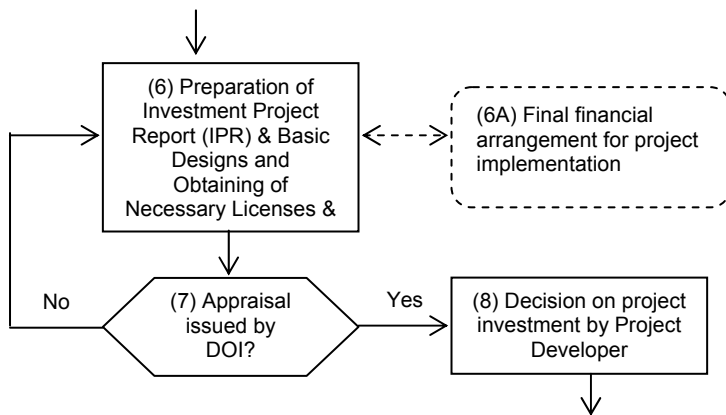 (6) Preparation of
Investment Project
Report (IPR) & Basic
Designs and
Obtaining of
Necessary Licenses &
(6A) Final financial
arrangement for project
implementation
No
(7) Appraisal
issued by
DOI?
Yes
(8) Decision on project
investment by Project
Developer